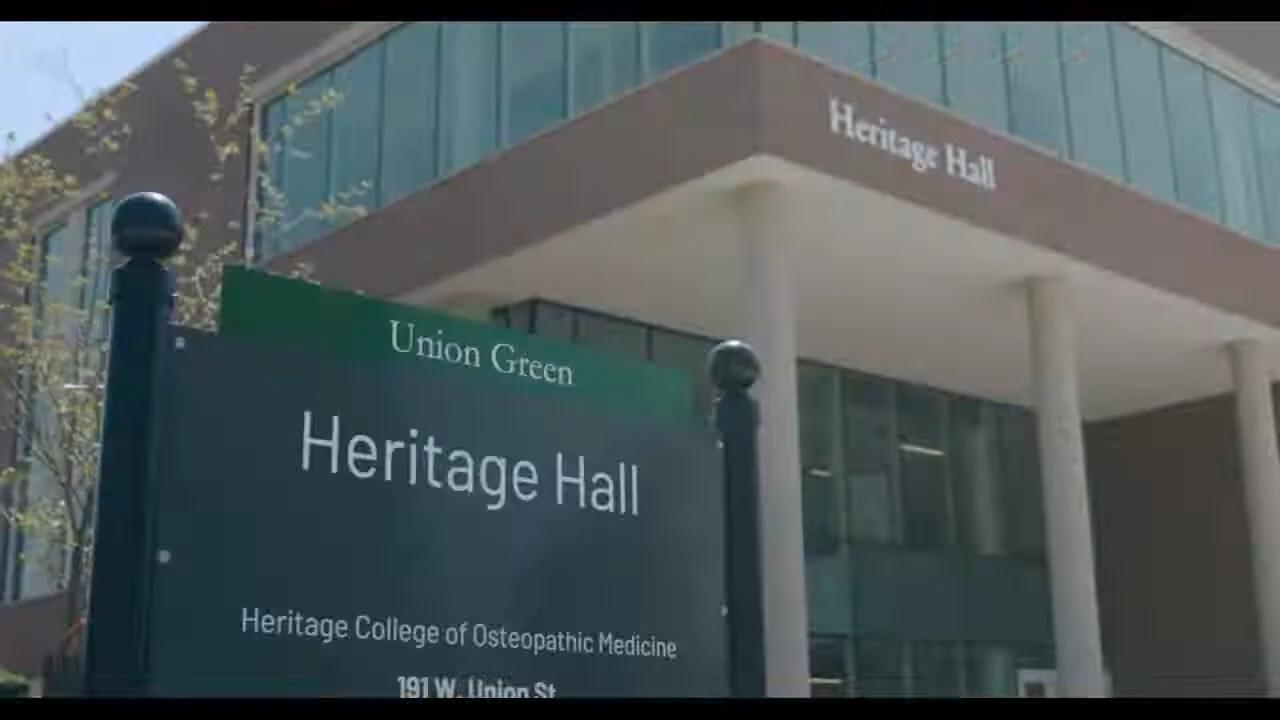 Heritage Hall
Union Green
Heritage Hall
Heritage College of Osteopathic Medicine
191 W. Union St